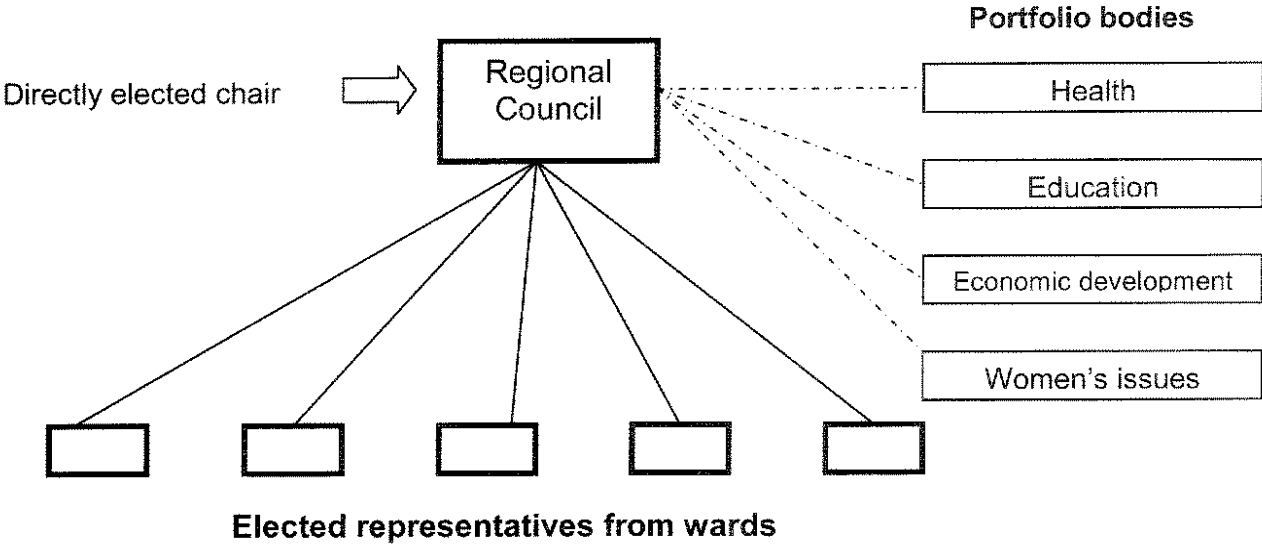 Portfolio bodies
Directly elected chair
Regional
Council
Health
Education
Economic development
Women's issues
Elected representatives from wards